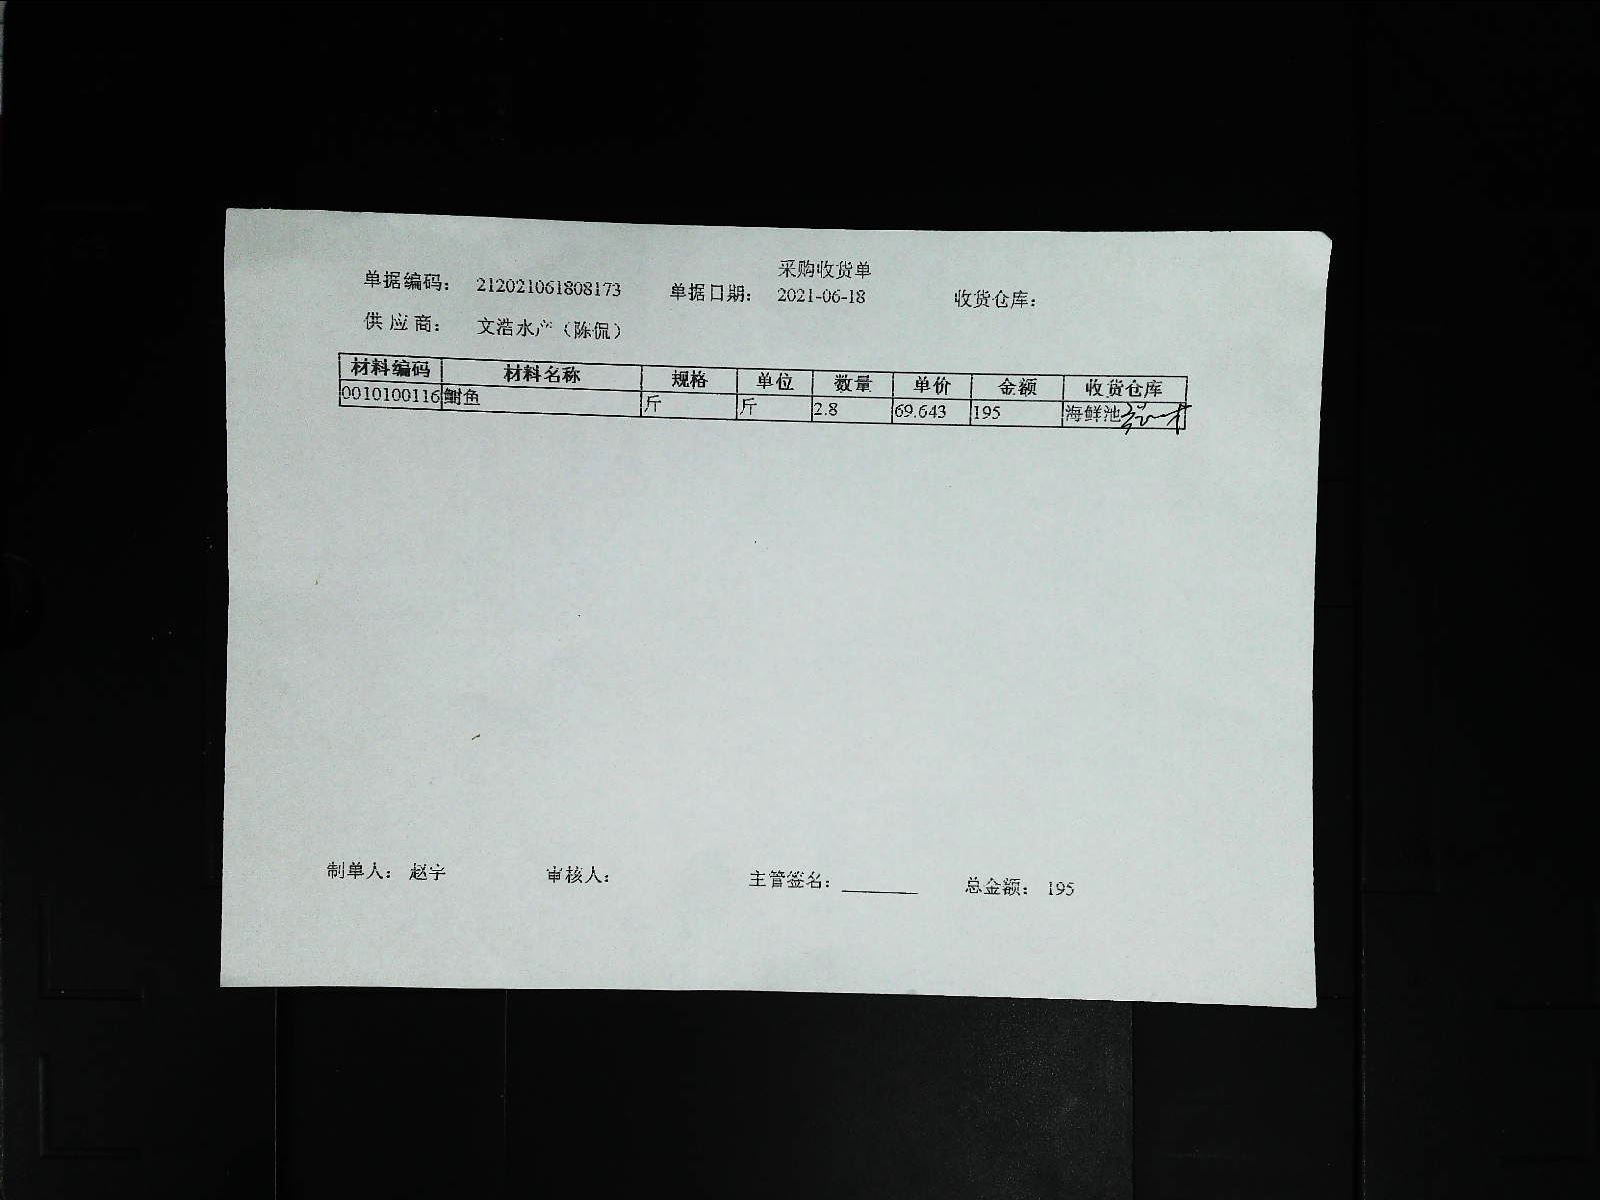 采购收货单
单据编码： 212021061808173 单据日期： 2021-06-18 收货仓库：
供应商： 文浩水产（陈侃）
材料编码 材料名称 规格 单位 数量 单价 金额 收货仓库
0010100116 鮒鱼 斤 斤 2.8 69.643 195 海鲜池
制单人： 赵宇 审核人： 主管签名：________ 总金额： 195